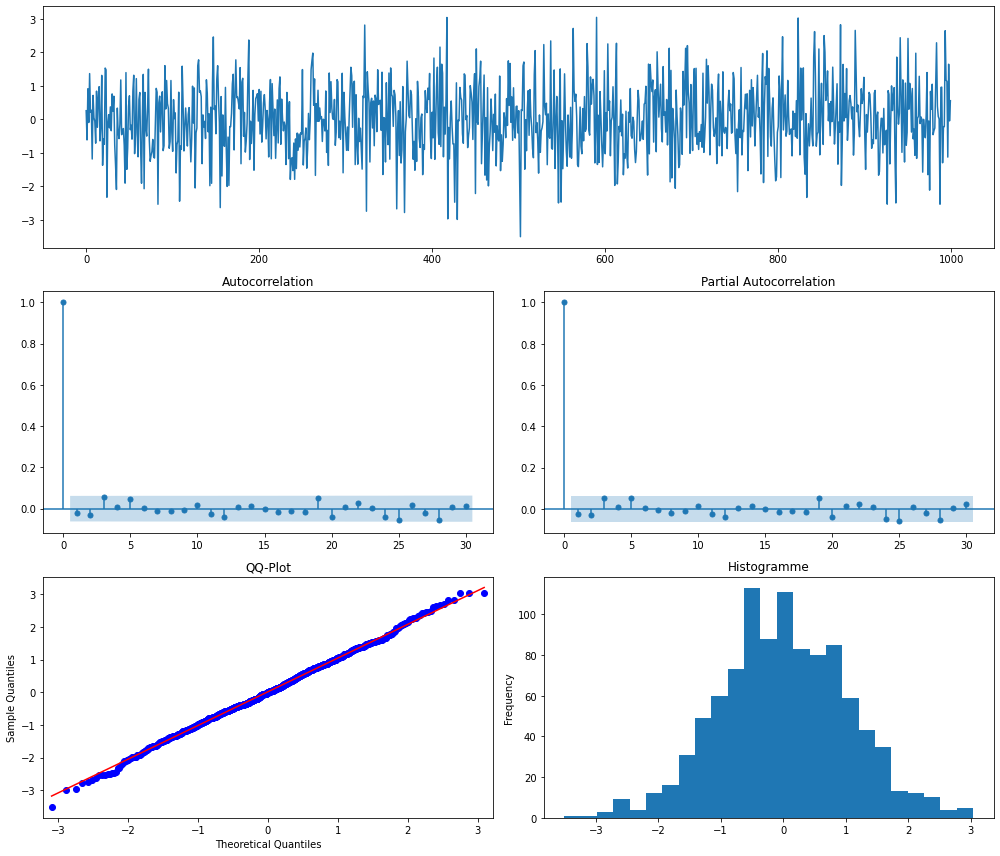 3
2
1
0
−1
−2
−3
0 200 400 600 800 1000
Autocorrelation
1.0
0.8
0.6
0.4
0.2
0.0
0 5 10 15 20 25 30
Partial Autocorrelation
1.0
0.8
0.6
0.4
0.2
0.0
0 5 10 15 20 25 30
QQ-Plot
Sample Quantiles
3
2
1
0
−1
−2
−3
−3 −2 −1 0 1 2 3
Theoretical Quantiles
Histogramme
Frequency
100
80
60
40
20
0
−3 −2 −1 0 1 2 3